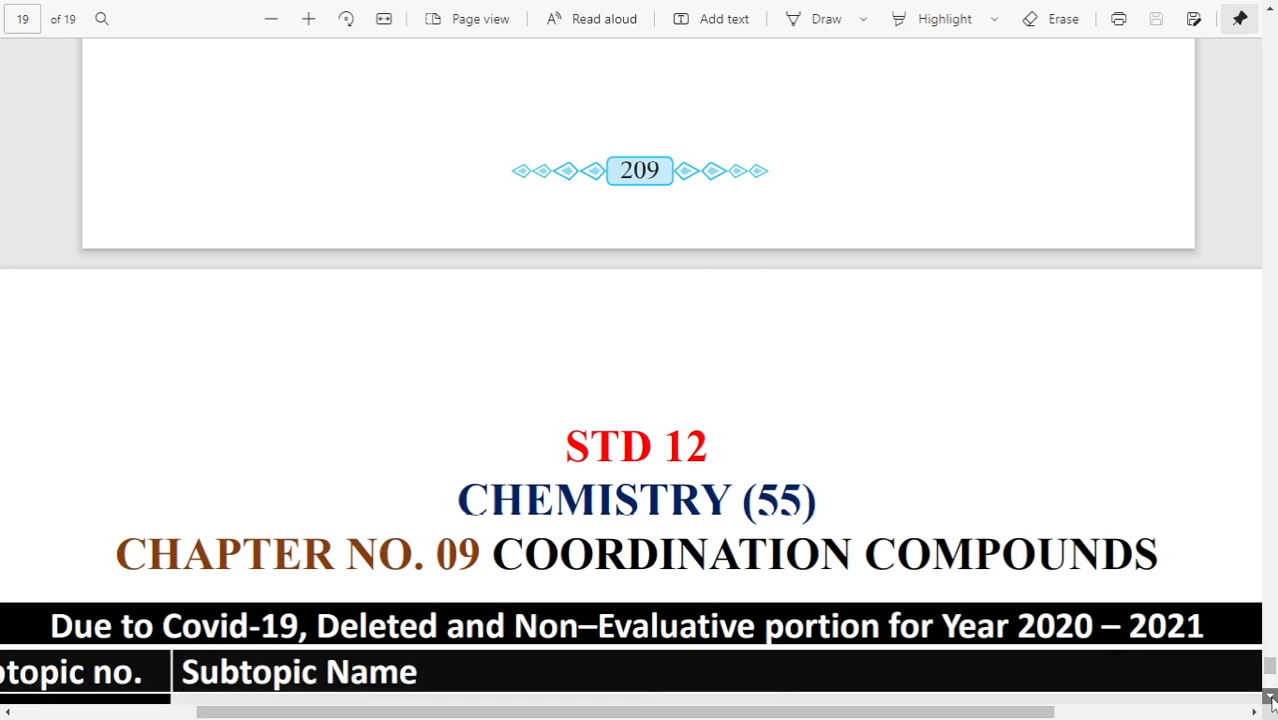 19 of 19 Page view Read aloud Add text Draw Highlight Erase
209
STD 12
CHEMISTRY (55)
CHAPTER NO. 09 COORDINATION COMPOUNDS
Due to Covid-19, Deleted and Non–Evaluative portion for Year 2020 – 2021
topic no. Subtopic Name